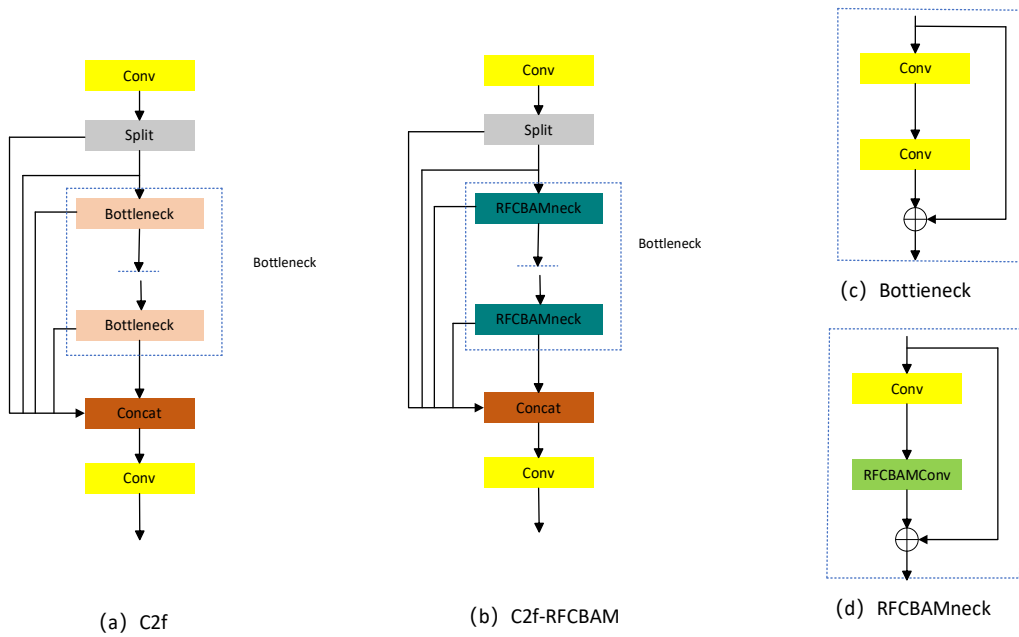 Conv
Split
Bottleneck
Bottleneck
Bottleneck
Concat
Conv
(a) C2f
Conv
Split
RFCBAMneck
Bottleneck
RFCBAMneck
Concat
Conv
(b) C2f-RFCBAM
Conv
Conv
(c) Bottieneck
Conv
RFCBAMConv
(d) RFCBAMneck